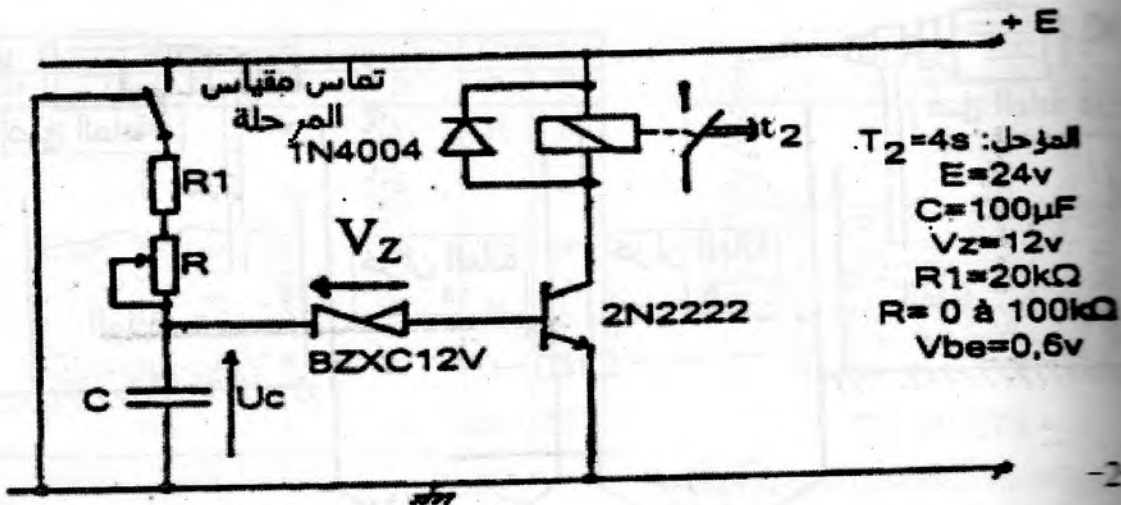 + E
تماس مقياس
المرحلة
1N4004
t2
R1
R
Vz
BZXC12V
2N2222
C
Uc
المؤجل: T2=4s
E=24v
C=100µF
Vz=12v
R1=20kΩ
R= 0 à 100kΩ
Vbe=0,6v